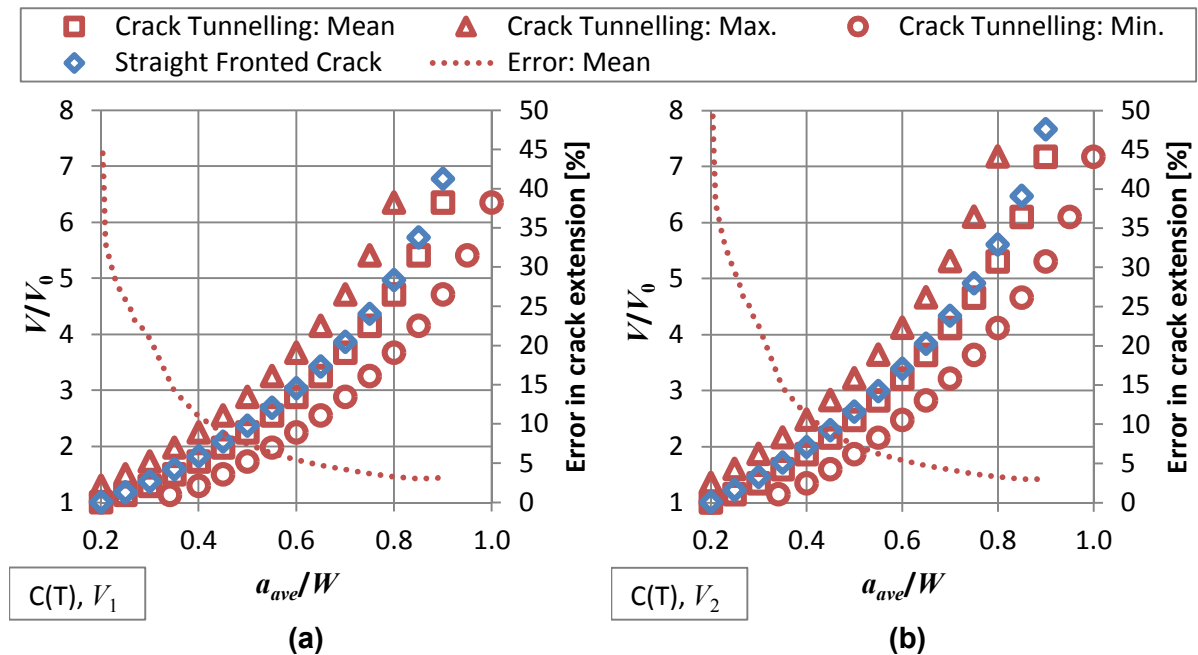 Crack Tunnelling: Mean Crack Tunnelling: Max. Crack Tunnelling: Min.
Straight Fronted Crack Error: Mean
8
7
6
5
4
3
2
1
V/V0
50
45
40
35
30
25
20
15
10
5
0
Error in crack extension [%]
0.2 0.4 0.6 0.8 1.0
a_ave/W
C(T), V1
(a)
8
7
6
5
4
3
2
1
V/V0
50
45
40
35
30
25
20
15
10
5
0
Error in crack extension [%]
0.2 0.4 0.6 0.8 1.0
a_ave/W
C(T), V2
(b)